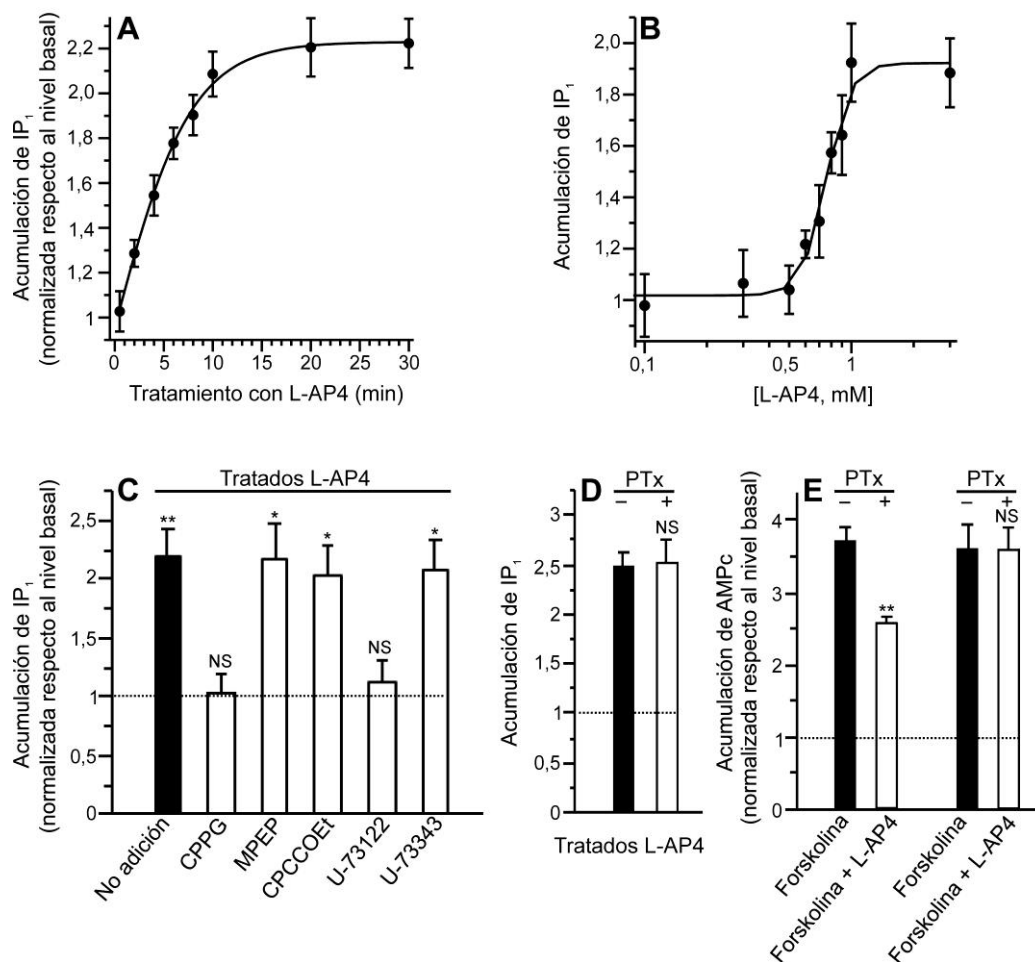 A
Acumulación de IP₁
(normalizada respecto al nivel basal)
2,2
2,0
1,8
1,6
1,4
1,2
1
0 5 10 15 20 25 30
Tratamiento con L-AP4 (min)
B
Acumulación de IP₁
2,0
1,8
1,6
1,4
1,2
1
0,1 0,5 1
[L-AP4, mM]
C
Tratados L-AP4
Acumulación de IP₁
(normalizada respecto al nivel basal)
2,5
2
1,5
1
0,5
0
** NS * * NS *
No adición
CPPG
MPEP
CPCCOEt
U-73122
U-73343
D
PTx
− +
NS
Acumulación de IP₁
3,5
3
2,5
2
1,5
1
0,5
0
Tratados L-AP4
E
PTx PTx
− + − +
** NS
Acumulación de AMPc
(normalizada respecto al nivel basal)
4
3
2
1
0
Forskolina
Forskolina + L-AP4
Forskolina
Forskolina + L-AP4